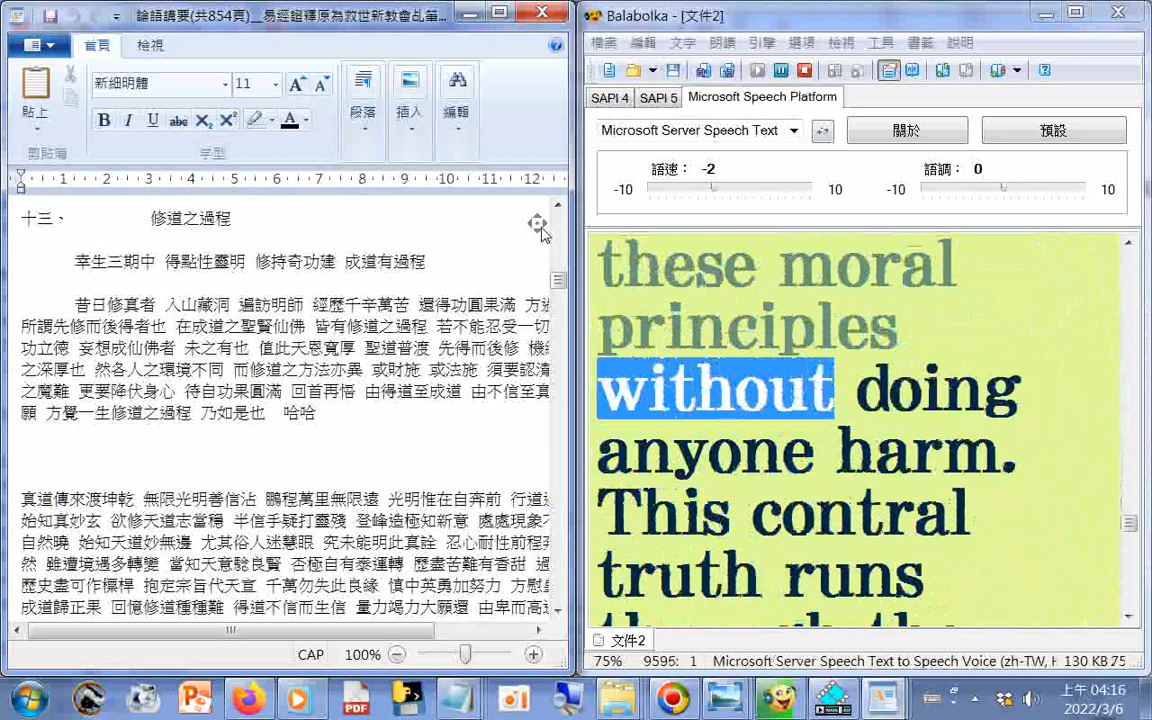 論語講要(共854頁)__易經證釋原為救世新教會乩筆...
首頁 檢視
新細明體 11
貼上
B I U abc X₂ X²
段落 插入 編輯
剪貼簿 字型
1 2 3 4 5 6 7 8 9 10 11 12
十三、 修道之過程
幸生三期中 得點性靈明 修持奇功建 成道有過程
昔日修真者 入山藏洞 遍訪明師 經歷千辛萬苦 還得功圓果滿 方
所謂先修而後得者也 在成道之聖賢仙佛 皆有修道之過程 若不能忍受一切
功立德 妄想成仙佛者 未之有也 值此天恩寬厚 聖道普渡 先得而後修 機
之深厚也 然各人之環境不同 而修道之方法亦異 或財施 或法施 須要認清
之魔難 更要降伏身心 待自功果圓滿 回首再悟 由得道至成道 由不信至真
願 方覺一生修道之過程 乃如是也 哈哈
真道傳來渡坤乾 無限光明善信沾 鵬程萬里無限遠 光明惟在自奔前 行道
始知真妙玄 欲修天道志當穩 半信乎疑打靈殘 登峰造極知新意 處處現象
自然曉 始知天道妙無邊 尤其俗人迷慧眼 究未能明此真詮 忍心耐性前程
然 雖遭境遇多轉變 當知天意諗良賢 否極自有泰運轉 歷盡苦難有香甜
歷史盡可作標桿 抱定宗旨代天宣 千萬勿失此良緣 慎中英勇加努力 方慰
成道歸正果 回憶修道種種難 得道不信而生信 量力竭力大願還 由卑而高
CAP 100%
Balabolka - [文件2]
檔案 編輯 文字 朗讀 引擎 選項 檢視 工具 書籤 說明
SAPI 4 SAPI 5 Microsoft Speech Platform
Microsoft Server Speech Text 關於 預設
語速： -2 語調： 0
-10 10 -10 10
these moral
principles
without doing
anyone harm.
This contral
truth runs
文件2
75% 9596: 1 Microsoft Server Speech Text to Speech Voice (zh-TW, H 130 KB 75
上午 04:16
2022/3/6